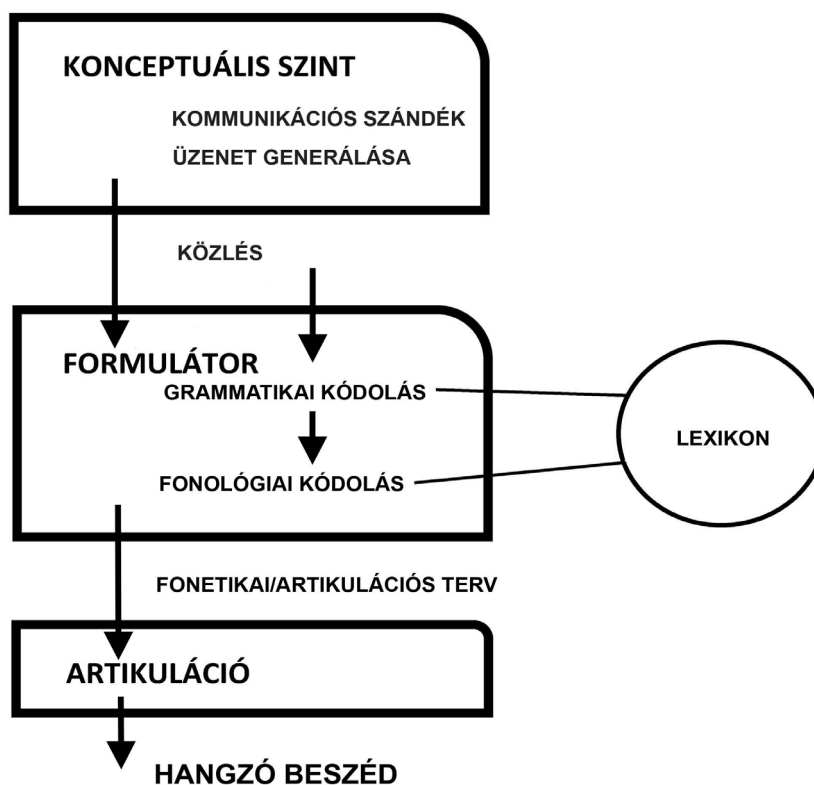 KONCEPTUÁLIS SZINT
KOMMUNIKÁCIÓS SZÁNDÉK
ÜZENET GENERÁLÁSA
KÖZLÉS
FORMULÁTOR
GRAMMATIKAI KÓDOLÁS
LEXIKON
FONOLÓGIAI KÓDOLÁS
FONETIKAI/ARTIKULÁCIÓS TERV
ARTIKULÁCIÓ
HANGZÓ BESZÉD